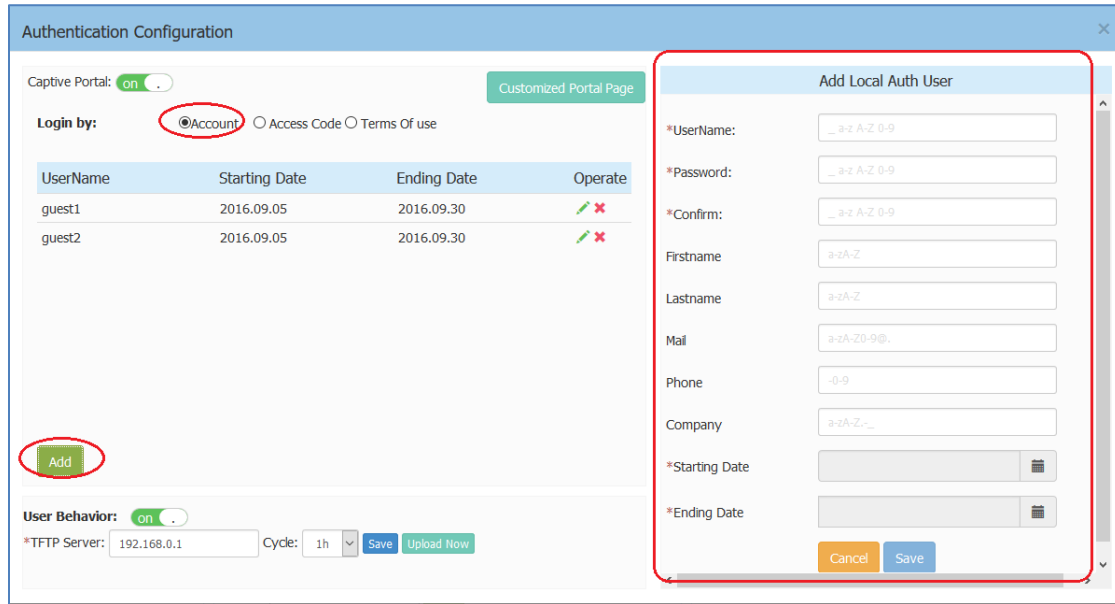 Authentication Configuration ×
Captive Portal: on .
Customized Portal Page
Login by: Account Access Code Terms Of use
UserName Starting Date Ending Date Operate
guest1 2016.09.05 2016.09.30
guest2 2016.09.05 2016.09.30
Add
User Behavior: on .
*TFTP Server: 192.168.0.1 Cycle: 1h Save Upload Now
Add Local Auth User
*UserName: _ a-z A-Z 0-9
*Password: _ a-z A-Z 0-9
*Confirm: _ a-z A-Z 0-9
Firstname a-zA-Z
Lastname a-zA-Z
Mail a-zA-Z0-9@.
Phone -0-9
Company a-zA-Z.-_
*Starting Date
*Ending Date
Cancel Save